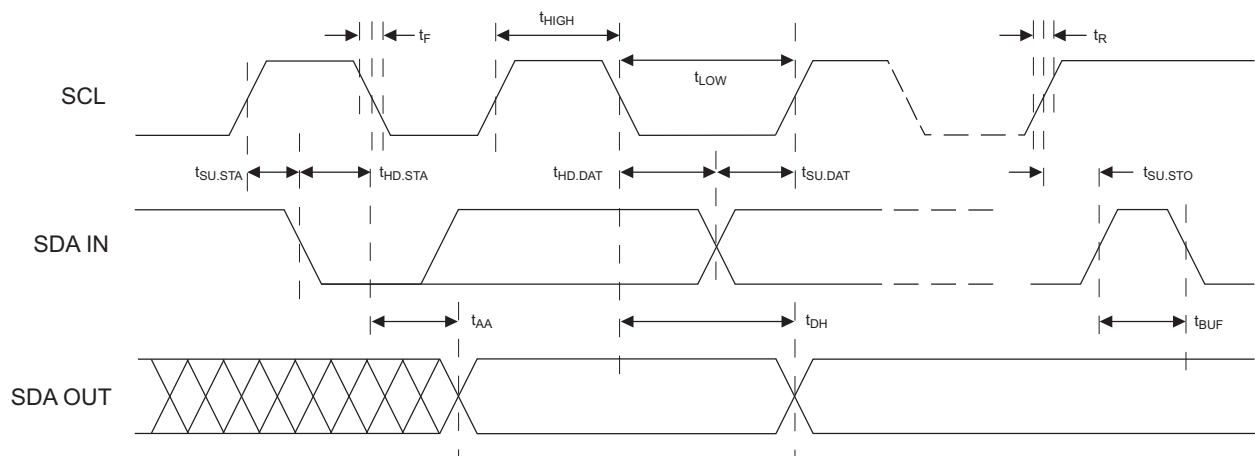 tHIGH
tF
tR
SCL
tLOW
tSU.STA
tHD.STA
tHD.DAT
tSU.DAT
tSU.STO
SDA IN
tAA
tDH
tBUF
SDA OUT